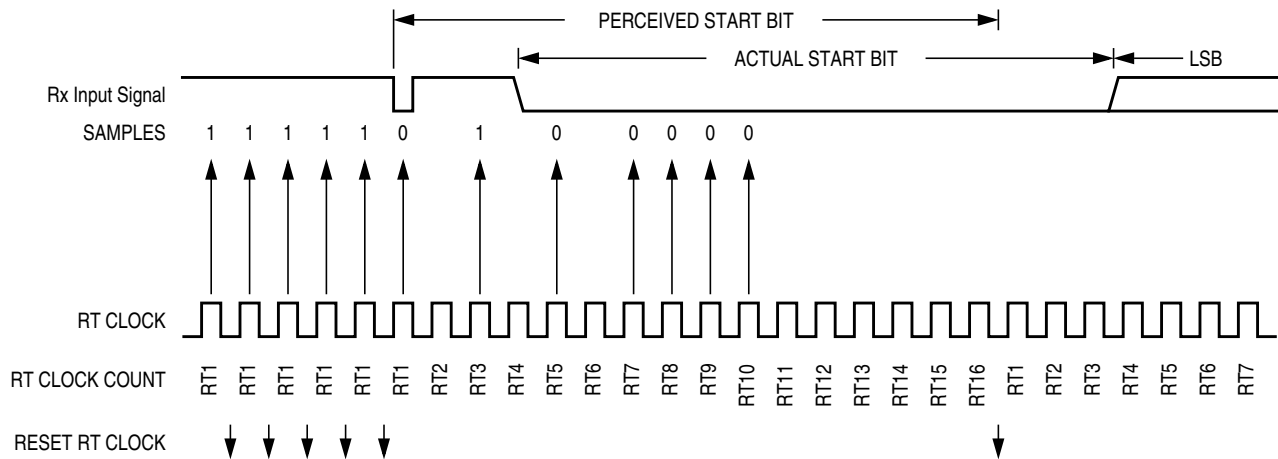 PERCEIVED START BIT
ACTUAL START BIT
LSB
Rx Input Signal
SAMPLES 1 1 1 1 1 0 1 0 0 0 0 0
RT CLOCK
RT CLOCK COUNT RT1 RT1 RT1 RT1 RT1 RT1 RT2 RT3 RT4 RT5 RT6 RT7 RT8 RT9 RT10 RT11 RT12 RT13 RT14 RT15 RT16 RT1 RT2 RT3 RT4 RT5 RT6 RT7
RESET RT CLOCK